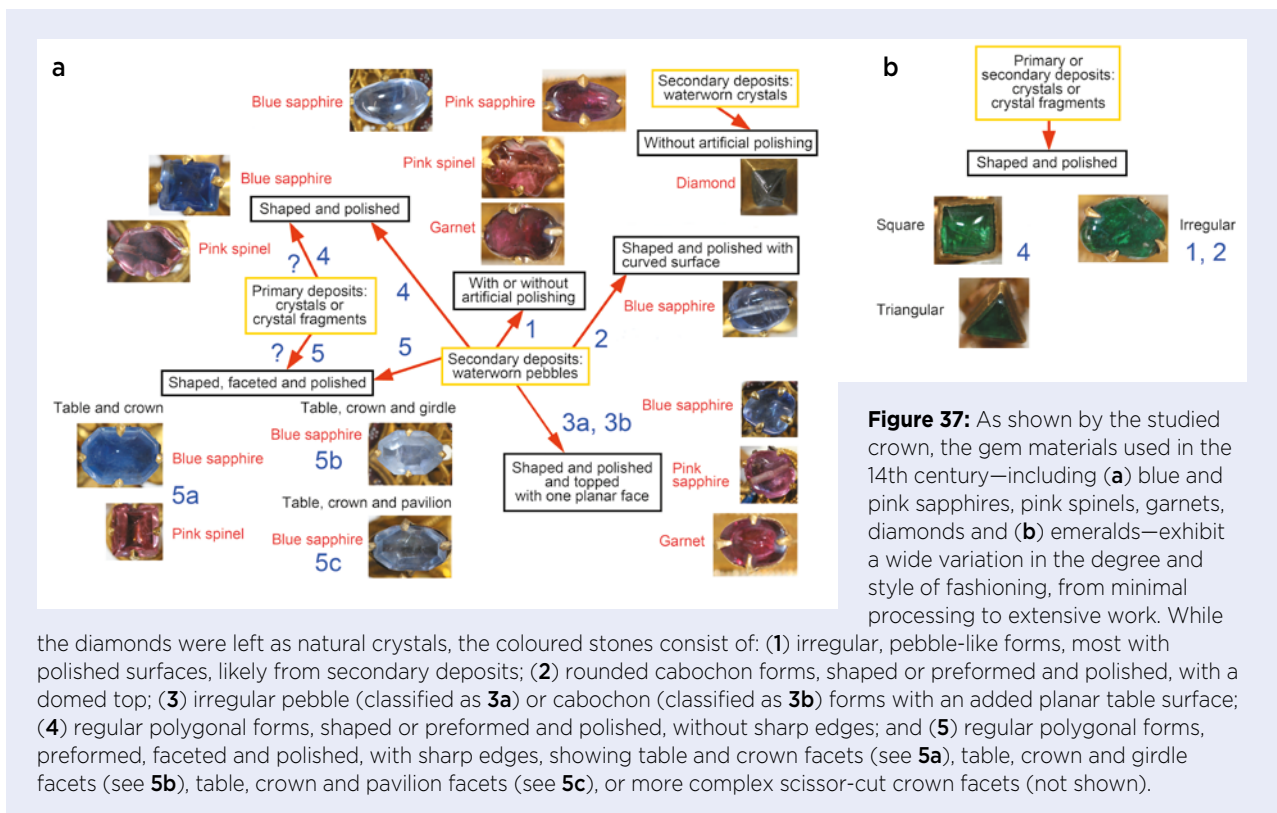 a
Blue sapphire
Pink sapphire
Secondary deposits:
waterworn crystals
Without artificial polishing
Diamond
Pink spinel
Garnet
Blue sapphire
Shaped and polished
Pink spinel
? 4
4
Primary deposits:
crystals or
crystal fragments
? 5
5
With or without
artificial polishing
1
Shaped and polished with
curved surface
Blue sapphire
2
Secondary deposits:
waterworn pebbles
Shaped, faceted and polished
Table and crown
Blue sapphire
5a
Pink spinel
Table, crown and girdle
Blue sapphire
5b
Table, crown and pavilion
Blue sapphire
5c
3a, 3b
Shaped and polished
and topped
with one planar face
Blue sapphire
Pink
sapphire
Garnet
b
Primary or
secondary deposits:
crystals or
crystal fragments
Shaped and polished
Square
4
Irregular
1, 2
Triangular
Figure 37: As shown by the studied
crown, the gem materials used in the
14th century—including (a) blue and
pink sapphires, pink spinels, garnets,
diamonds and (b) emeralds—exhibit
a wide variation in the degree and
style of fashioning, from minimal
processing to extensive work. While
the diamonds were left as natural crystals, the coloured stones consist of: (1) irregular, pebble-like forms, most with
polished surfaces, likely from secondary deposits; (2) rounded cabochon forms, shaped or preformed and polished, with a
domed top; (3) irregular pebble (classified as 3a) or cabochon (classified as 3b) forms with an added planar table surface;
(4) regular polygonal forms, shaped or preformed and polished, without sharp edges; and (5) regular polygonal forms,
preformed, faceted and polished, with sharp edges, showing table and crown facets (see 5a), table, crown and girdle
facets (see 5b), table, crown and pavilion facets (see 5c), or more complex scissor-cut crown facets (not shown).